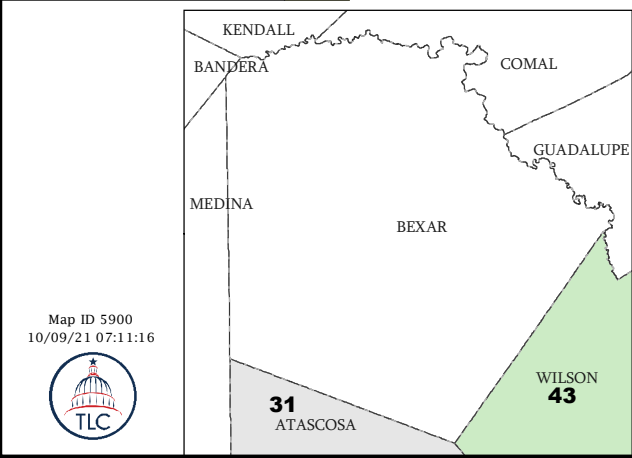 KENDALL
BANDERA
COMAL
GUADALUPE
MEDINA
BEXAR
Map ID 5900
10/09/21 07:11:16
TLC
31
ATASCOSA
WILSON
43